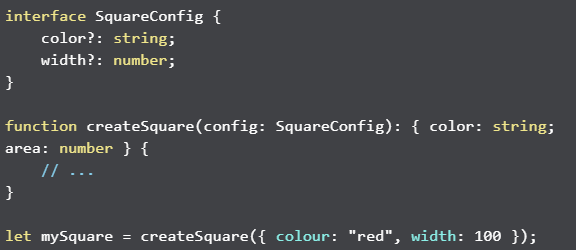 interface SquareConfig {
    color?: string;
    width?: number;
}

function createSquare(config: SquareConfig): { color: string;
area: number } {
    // ...
}

let mySquare = createSquare({ colour: "red", width: 100 });